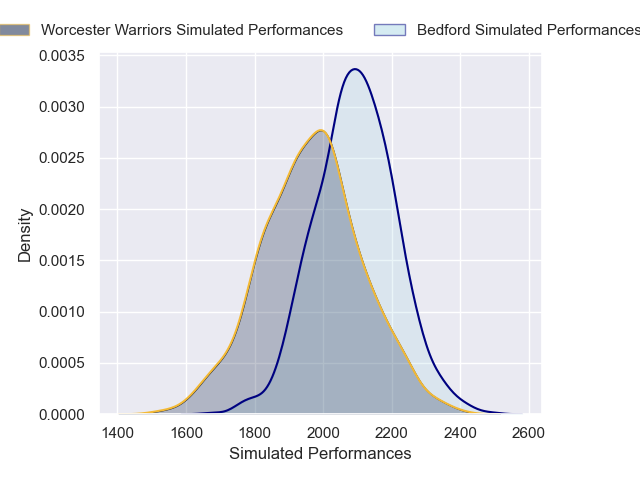 Worcester Warriors Simulated Performances Bedford Simulated Performances
0.0035
0.0030
0.0025
0.0020
0.0015
0.0010
0.0005
0.0000
Density
1400 1600 1800 2000 2200 2400 2600
Simulated Performances